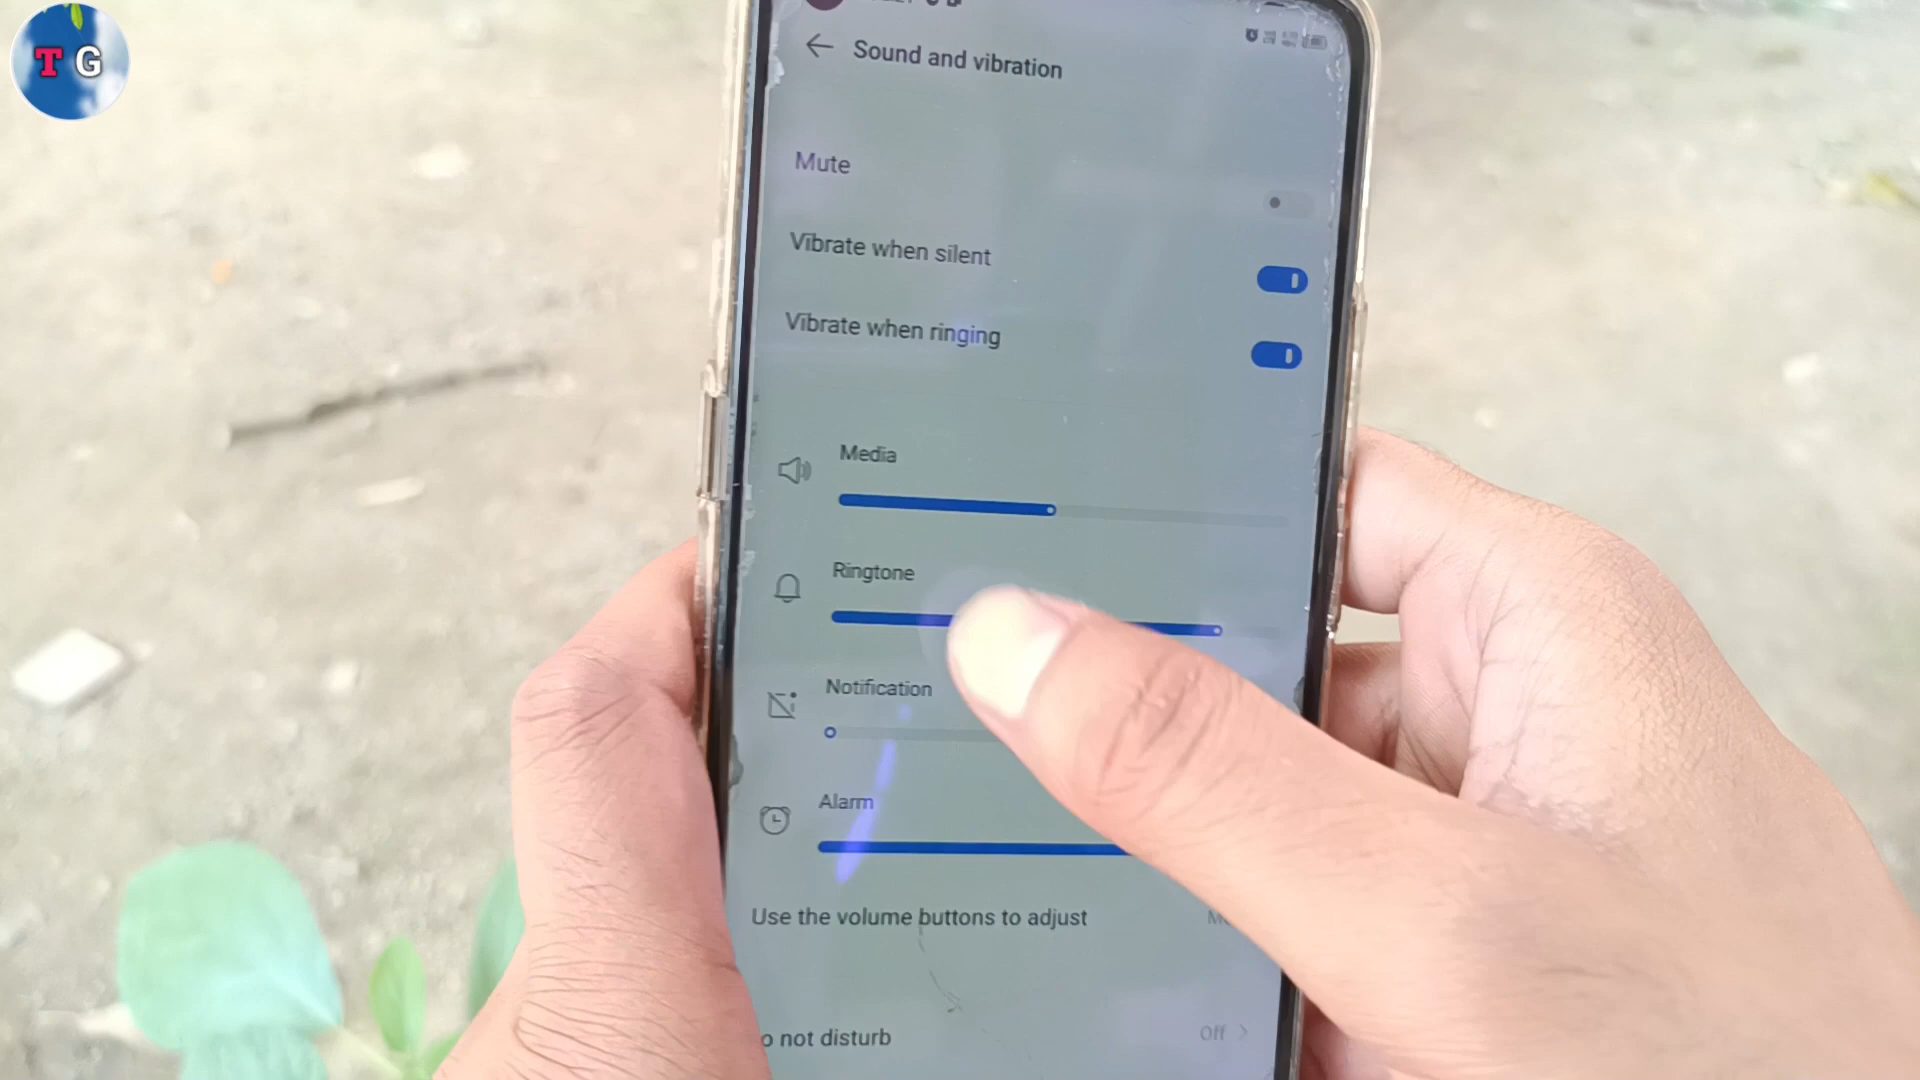 T G
Sound and vibration
Mute
Vibrate when silent
Vibrate when ringing
Media
Ringtone
Notification
Alarm
Use the volume buttons to adjust
o not disturb
Off